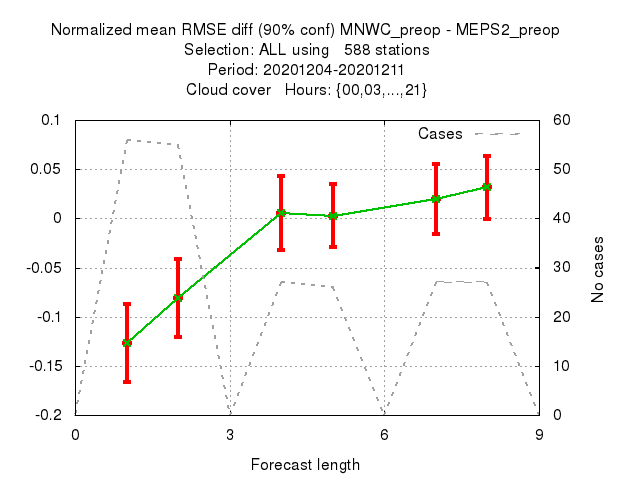 Normalized mean RMSE diff (90% conf) MNWC_preop - MEPS2_preop
Selection: ALL using   588 stations
Period: 20201204-20201211
Cloud cover   Hours: {00,03,...,21}
Cases
0.1
0.05
0
-0.05
-0.1
-0.15
-0.2
60
50
40
30
20
10
0
No cases
0 3 6 9
Forecast length